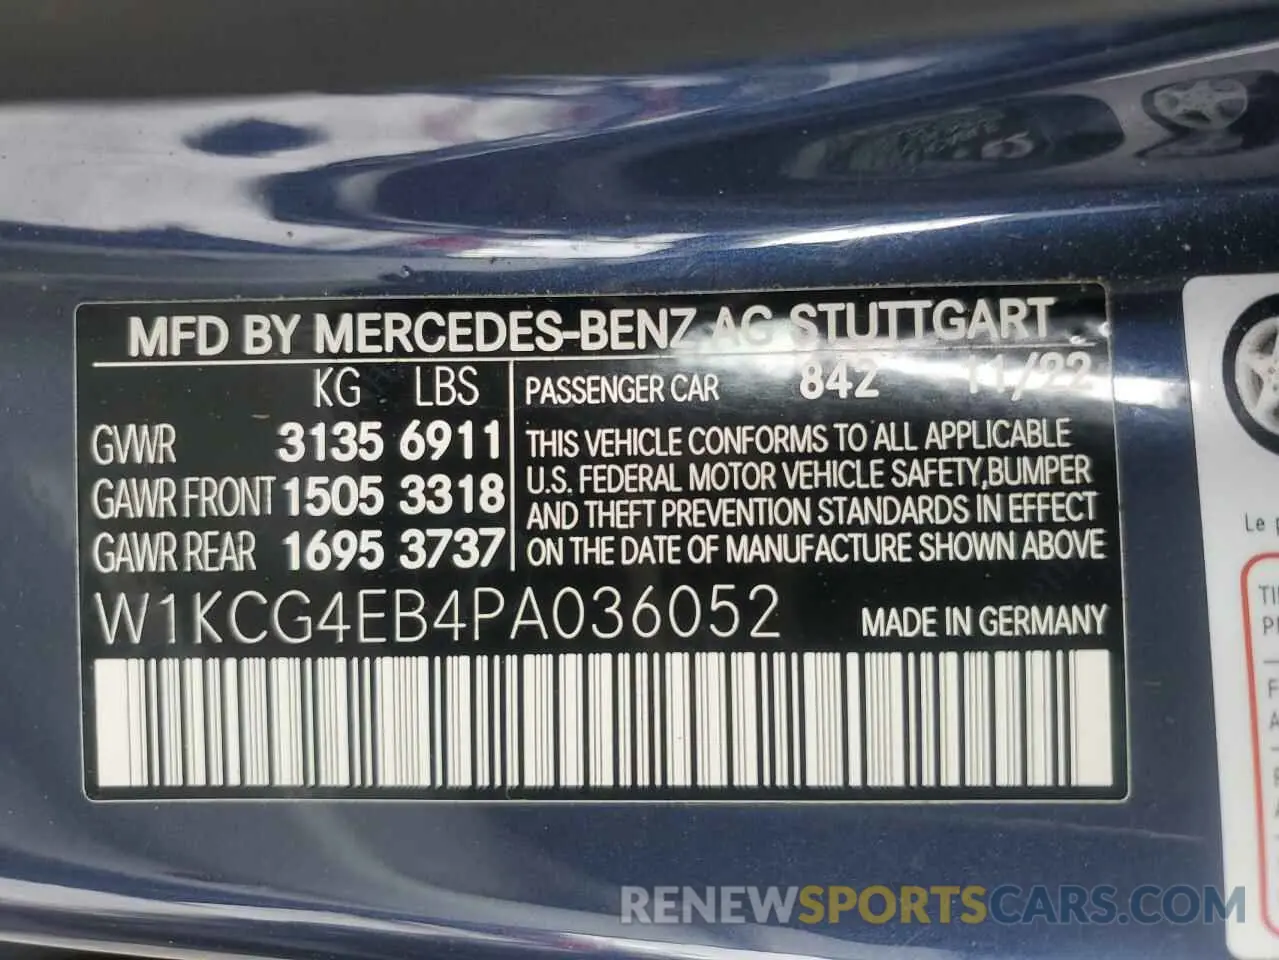 MFD BY MERCEDES-BENZ AG STUTTGART
KG LBS
GVWR 3135 6911
GAWR FRONT 1505 3318
GAWR REAR 1695 3737
PASSENGER CAR 842 11/22
THIS VEHICLE CONFORMS TO ALL APPLICABLE
U.S. FEDERAL MOTOR VEHICLE SAFETY,BUMPER
AND THEFT PREVENTION STANDARDS IN EFFECT
ON THE DATE OF MANUFACTURE SHOWN ABOVE
W1KCG4EB4PA036052 MADE IN GERMANY
Le
RENEWSPORTSCARS.COM